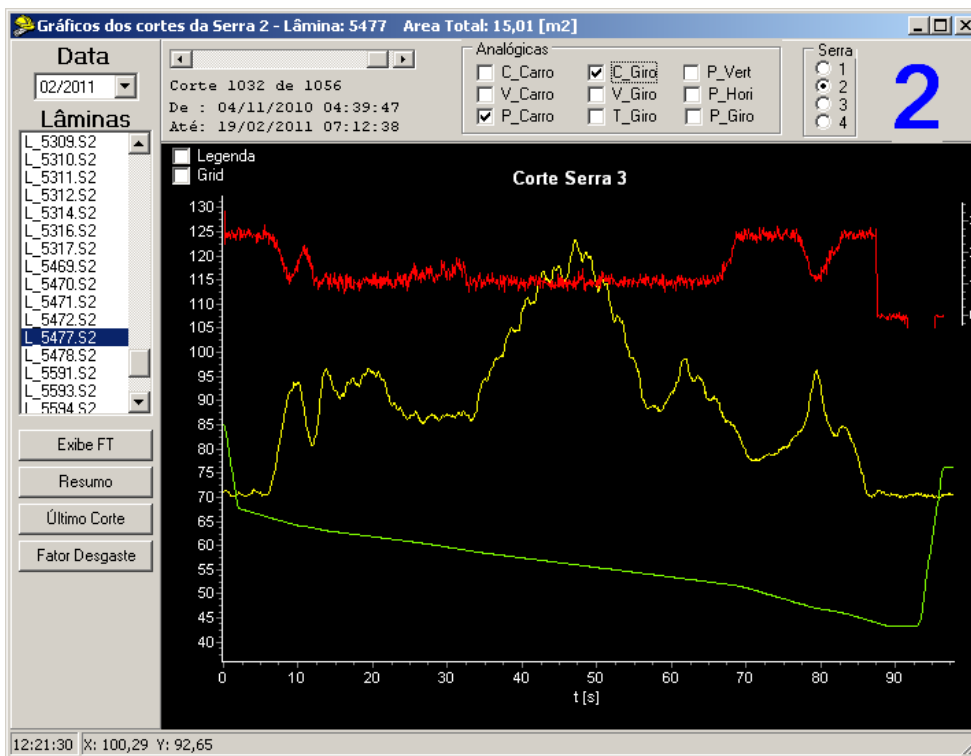 Gráficos dos cortes da Serra 2 - Lâmina: 5477 Area Total: 15,01 [m2]
Data
02/2011
Lâminas
L_5309.S2
L_5310.S2
L_5311.S2
L_5312.S2
L_5314.S2
L_5316.S2
L_5317.S2
L_5469.S2
L_5470.S2
L_5471.S2
L_5472.S2
L_5477.S2
L_5478.S2
L_5591.S2
L_5593.S2
L_5594.S2
Exibe FT
Resumo
Último Corte
Fator Desgaste
Corte 1032 de 1056
De : 04/11/2010 04:39:47
Até: 19/02/2011 07:12:38
Analógicas
C_Carro C_Giro P_Vert
V_Carro V_Giro P_Hori
P_Carro T_Giro P_Giro
Serra
1
2
3
4
2
Legenda
Grid
Corte Serra 3
130
125
120
115
110
105
100
95
90
85
80
75
70
65
60
55
50
45
40
0 10 20 30 40 50 60 70 80 90
t [s]
12:21:30 X: 100,29 Y: 92,65